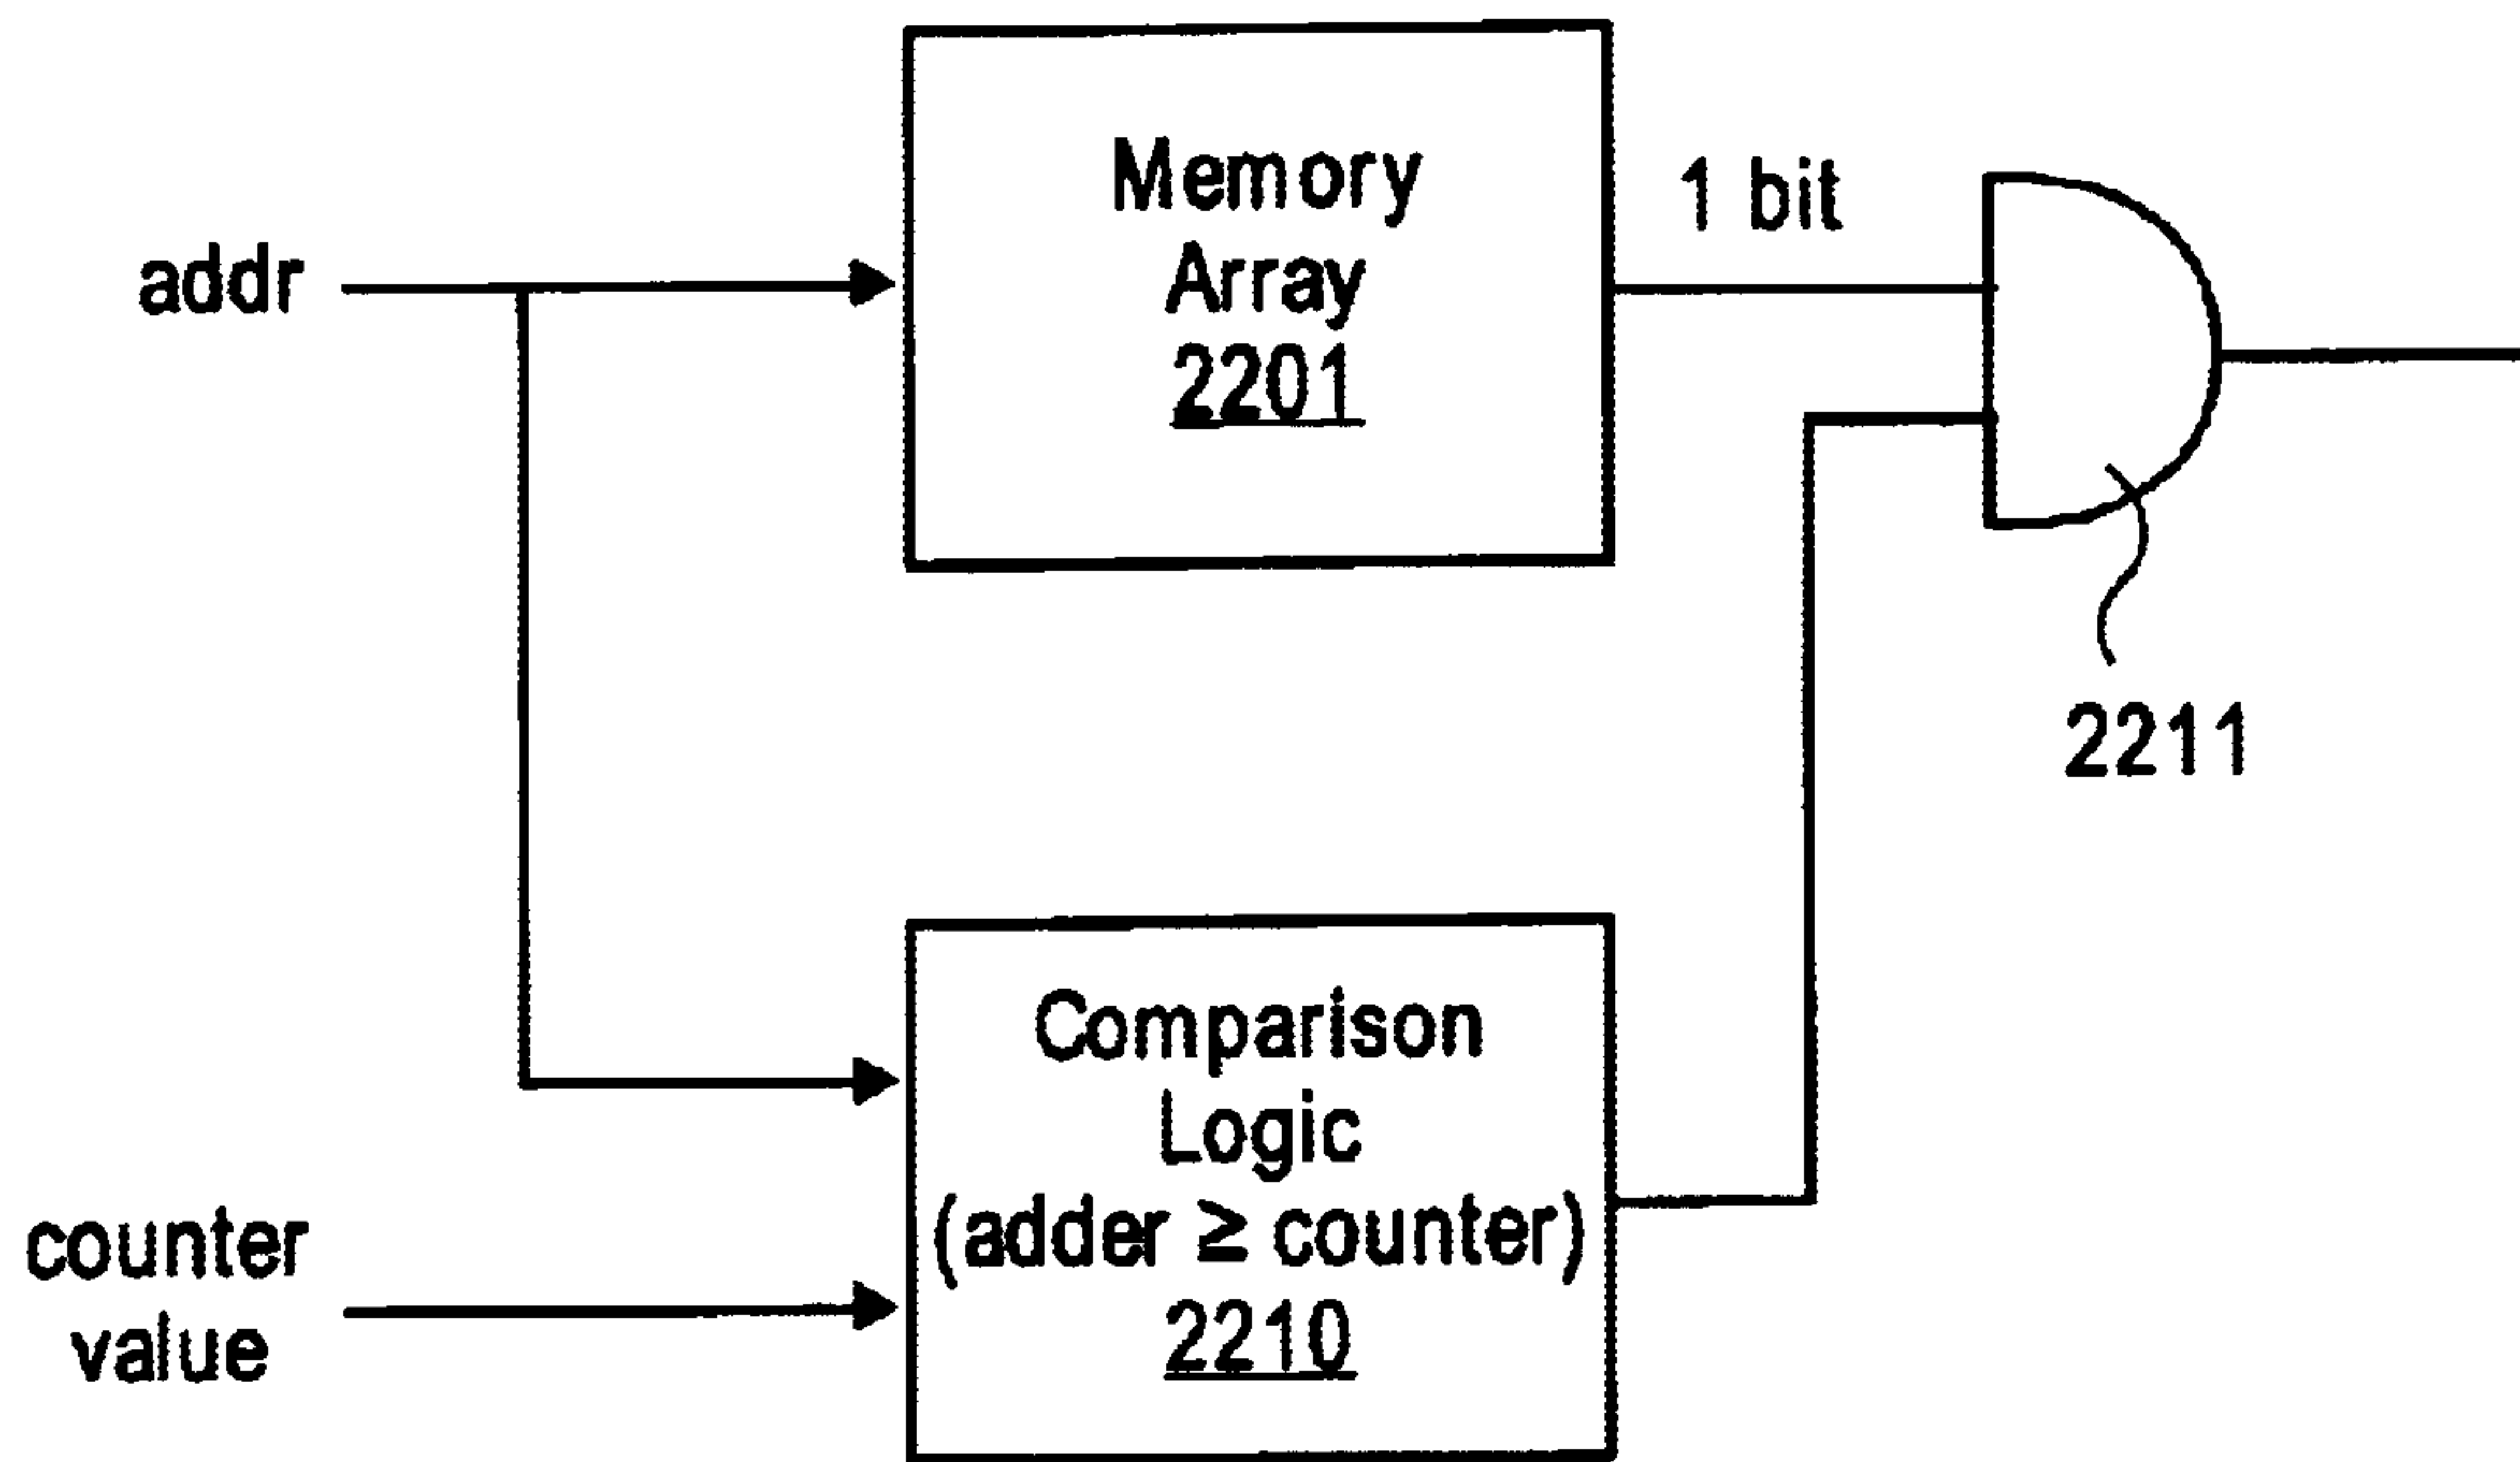 addr
Memory
Array
2201
1 bit
2211
Comparison
Logic
(adder ≥ counter)
2210
counter
value